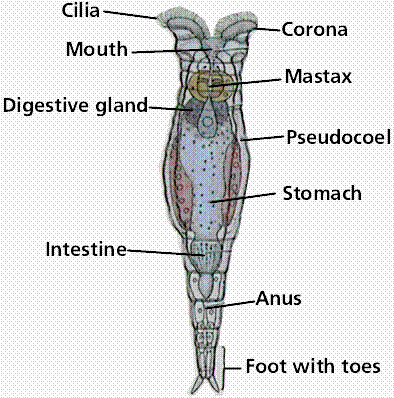 Cilia
Corona
Mouth
Mastax
Digestive gland
Pseudocoel
Stomach
Intestine
Anus
Foot with toes